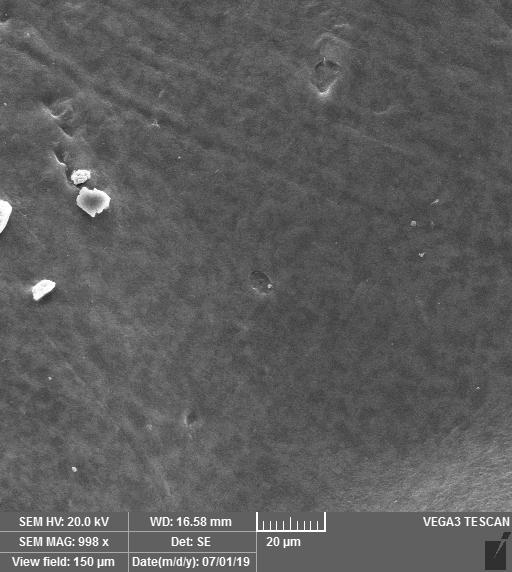 SEM HV: 20.0 kV
WD: 16.58 mm
VEGA3 TESCAN
SEM MAG: 998 x
Det: SE
20 µm
View field: 150 µm
Date(m/d/y): 07/01/19